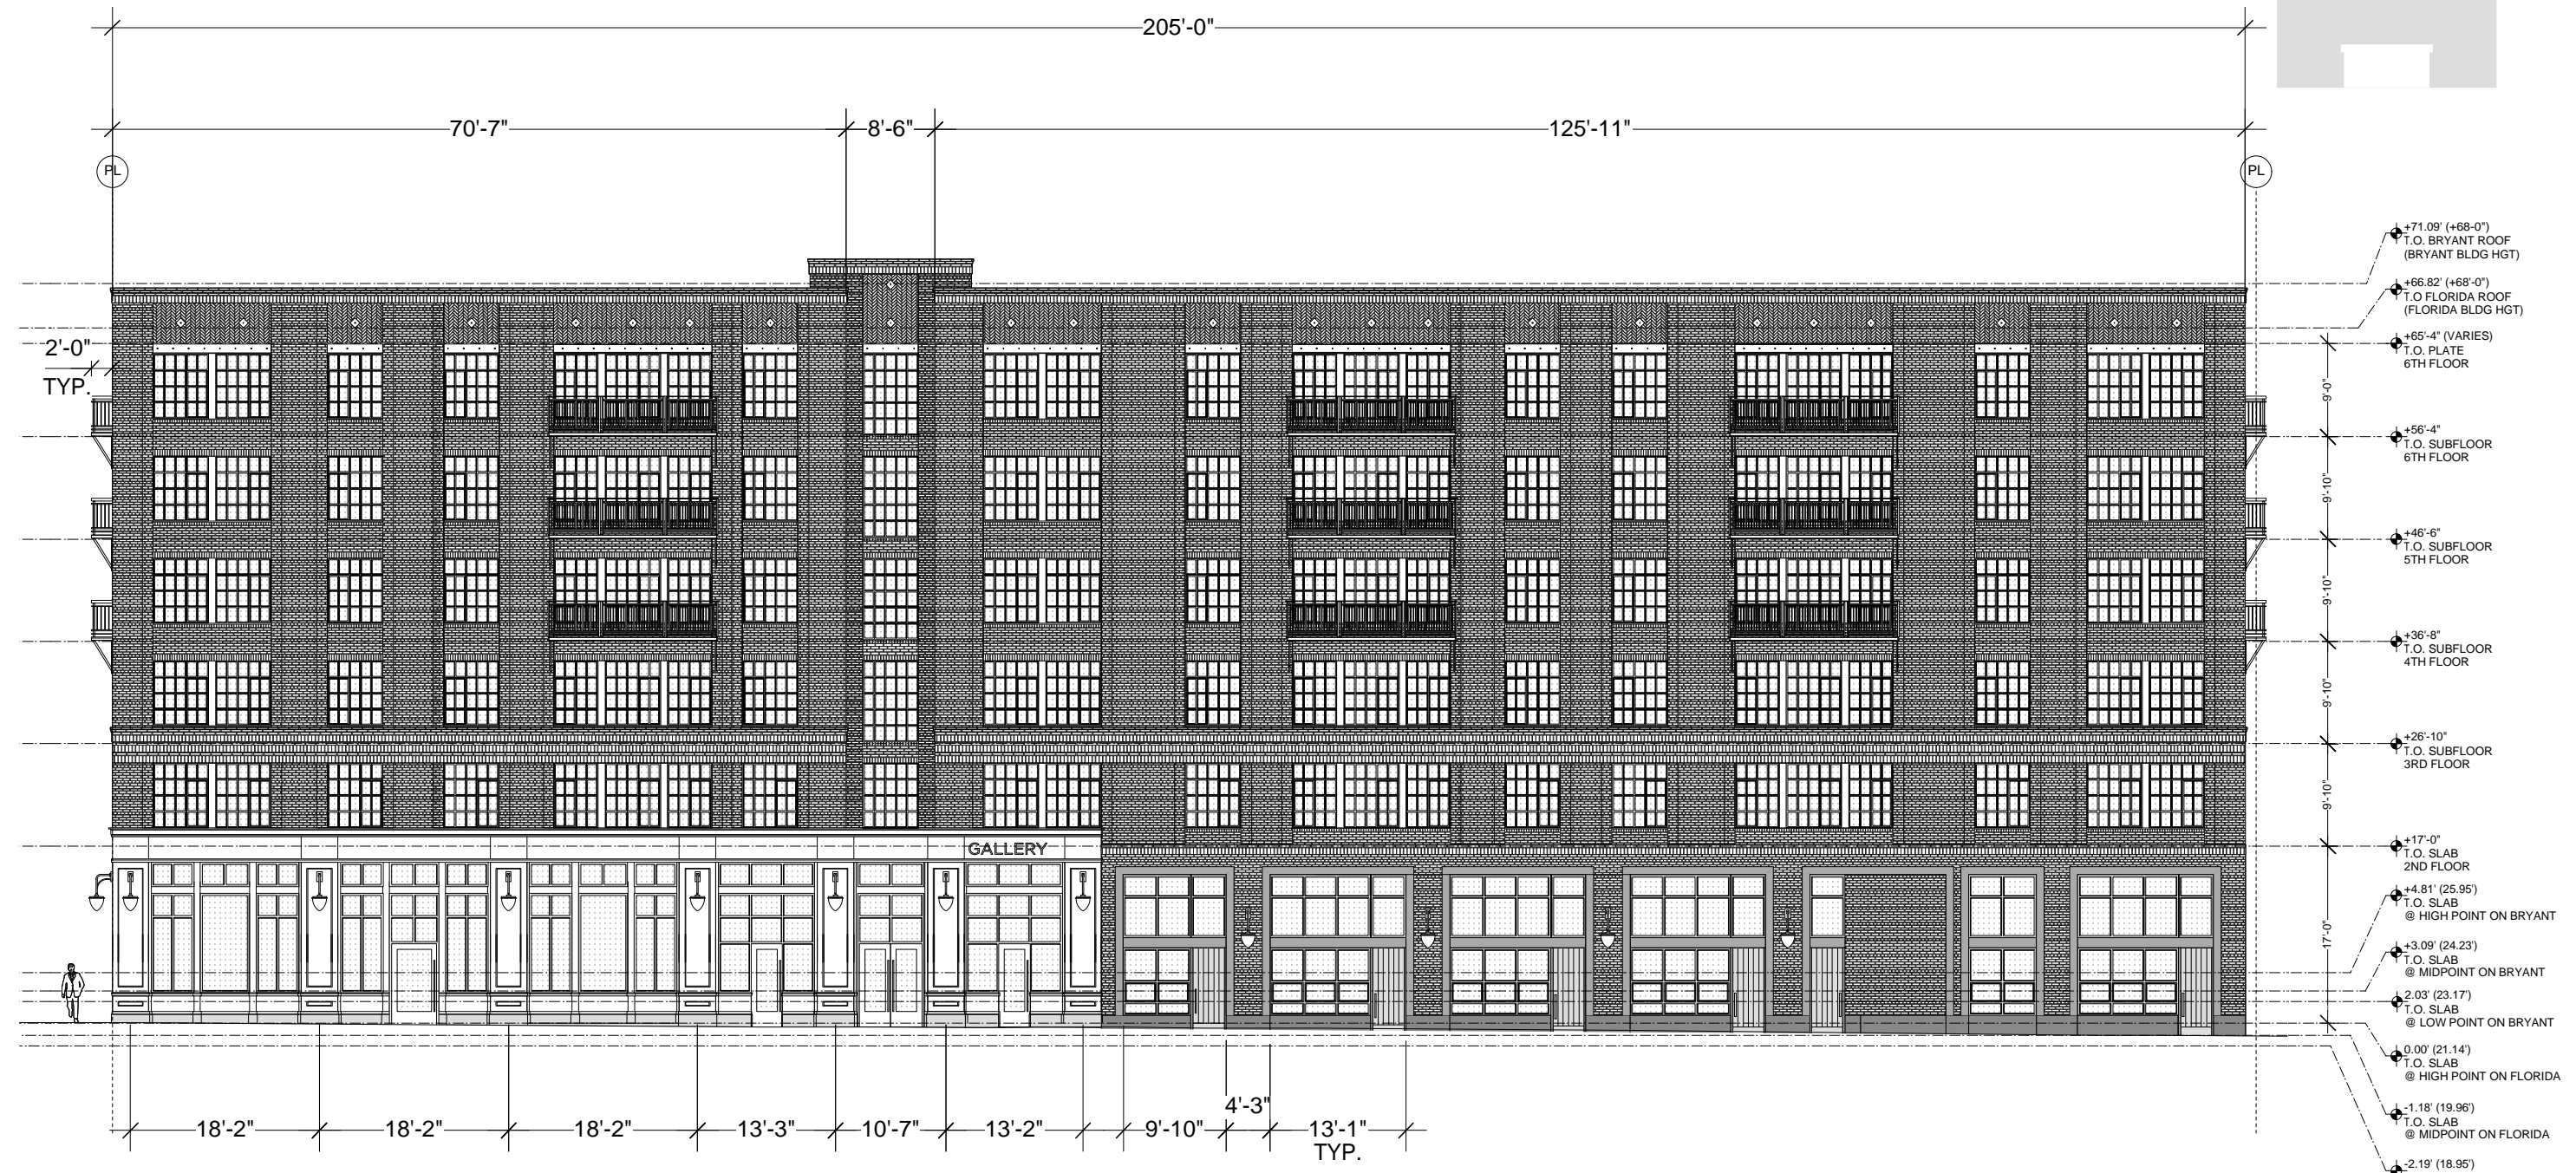 205'-0"
70'-7"
8'-6"
125'-11"
PL
PL
+71.09' (+68-0")
T.O. BRYANT ROOF
(BRYANT BLDG HGT)
+66.82' (+68'-0")
T.O FLORIDA ROOF
(FLORIDA BLDG HGT)
2'-0"
TYP.
+65'-4" (VARIES)
T.O. PLATE
6TH FLOOR
9'-0"
+56'-4"
T.O. SUBFLOOR
6TH FLOOR
9'-10"
+46'-6"
T.O. SUBFLOOR
5TH FLOOR
9'-10"
+36'-8"
T.O. SUBFLOOR
4TH FLOOR
9'-10"
+26'-10"
T.O. SUBFLOOR
3RD FLOOR
9'-10"
GALLERY
+17'-0"
T.O. SLAB
2ND FLOOR
17'-0"
+4.81' (25.95')
T.O. SLAB
@ HIGH POINT ON BRYANT
+3.09' (24.23')
T.O. SLAB
@ MIDPOINT ON BRYANT
2.03' (23.17')
T.O. SLAB
@ LOW POINT ON BRYANT
0.00' (21.14')
T.O. SLAB
@ HIGH POINT ON FLORIDA
-1.18' (19.96')
T.O. SLAB
@ MIDPOINT ON FLORIDA
-2.19' (18.95')
18'-2"
18'-2"
18'-2"
13'-3"
10'-7"
13'-2"
9'-10"
4'-3"
13'-1"
TYP.